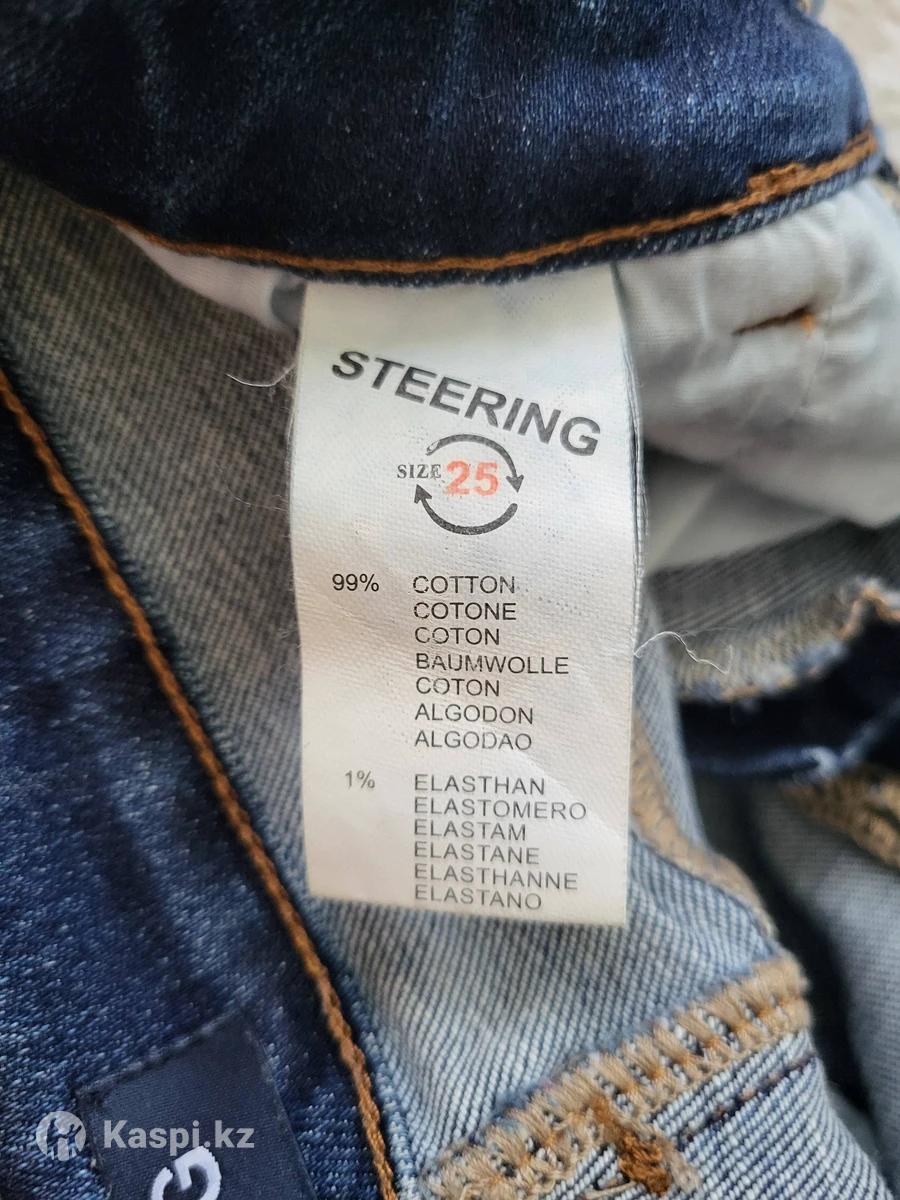 STEERING
SIZE 25
99% COTTON
COTONE
COTON
BAUMWOLLE
COTON
ALGODON
ALGODAO
1% ELASTHAN
ELASTOMERO
ELASTAM
ELASTANE
ELASTHANNE
ELASTANO
Kaspi.kz
G